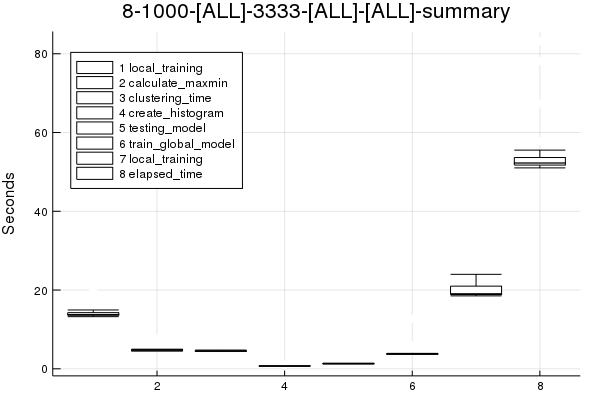 8-1000-[ALL]-3333-[ALL]-[ALL]-summary
80
60
40
20
0
Seconds
1 local_training
2 calculate_maxmin
3 clustering_time
4 create_histogram
5 testing_model
6 train_global_model
7 local_training
8 elapsed_time
2 4 6 8